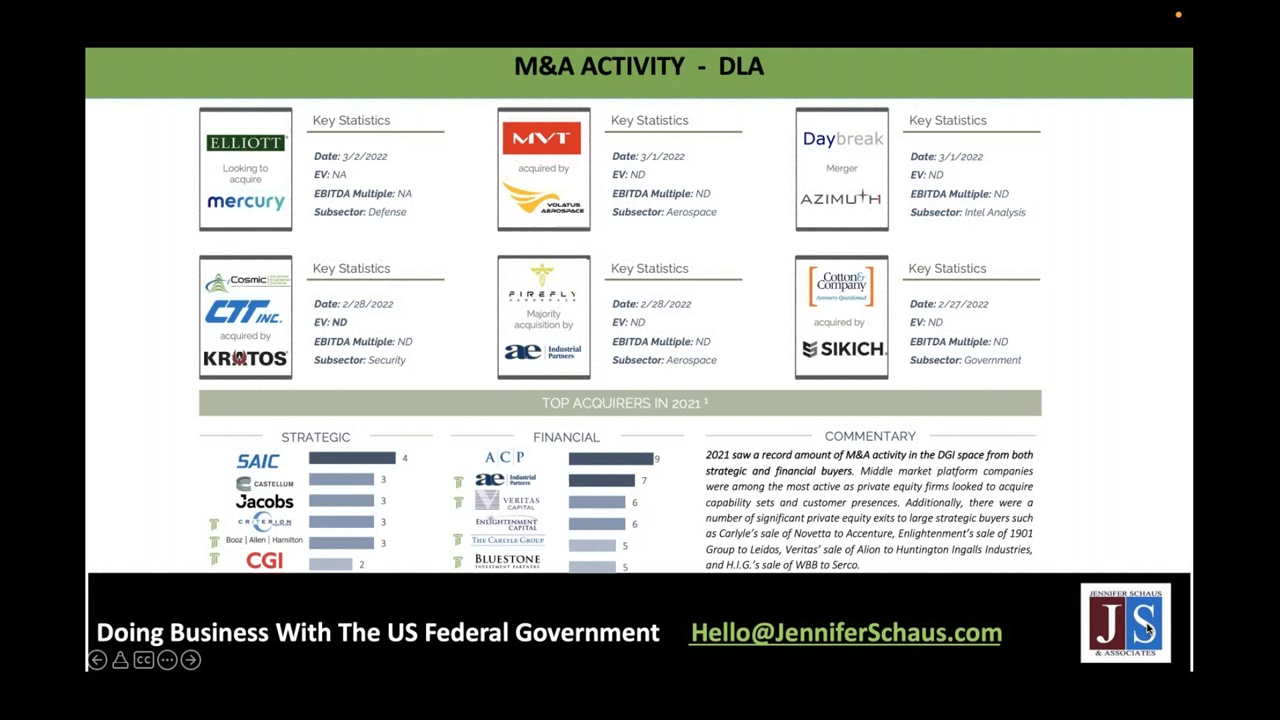 M&A ACTIVITY - DLA
ELLIOTT
Looking to
acquire
mercury
Key Statistics
Date: 3/2/2022
EV: NA
EBITDA Multiple: NA
Subsector: Defense
MVT
acquired by
VOLATUS
AEROSPACE
Key Statistics
Date: 3/1/2022
EV: ND
EBITDA Multiple: ND
Subsector: Aerospace
Daybreak
Merger
AZIMUTH
Key Statistics
Date: 3/1/2022
EV: ND
EBITDA Multiple: ND
Subsector: Intel Analysis
Cosmic
CTT INC.
acquired by
KRATOS
Key Statistics
Date: 2/28/2022
EV: ND
EBITDA Multiple: ND
Subsector: Security
FIREFLY
AEROSPACE
Majority
acquisition by
ae Industrial
Partners
Key Statistics
Date: 2/28/2022
EV: ND
EBITDA Multiple: ND
Subsector: Aerospace
Cotton&
Company
Answers Questioned
acquired by
SIKICH.
Key Statistics
Date: 2/27/2022
EV: ND
EBITDA Multiple: ND
Subsector: Government
TOP ACQUIRERS IN 2021 1
STRATEGIC
SAIC 4
CASTELLUM 3
Jacobs 3
CRITERION 3
Booz | Allen | Hamilton 3
CGI 2
FINANCIAL
ACP 9
ae Industrial Partners 7
VERITAS CAPITAL 6
ENLIGHTENMENT CAPITAL 6
THE CARLYLE GROUP 5
BLUESTONE INVESTMENT PARTNERS 5
COMMENTARY
2021 saw a record amount of M&A activity in the DGI space from both
strategic and financial buyers. Middle market platform companies
were among the most active as private equity firms looked to acquire
capability sets and customer presences. Additionally, there were a
number of significant private equity exits to large strategic buyers such
as Carlyle's sale of Novetta to Accenture, Enlightenment's sale of 1901
Group to Leidos, Veritas' sale of Alion to Huntington Ingalls Industries,
and H.I.G.'s sale of WBB to Serco.
Doing Business With The US Federal Government
Hello@JenniferSchaus.com
JENNIFER SCHAUS
JS
& ASSOCIATES
CC